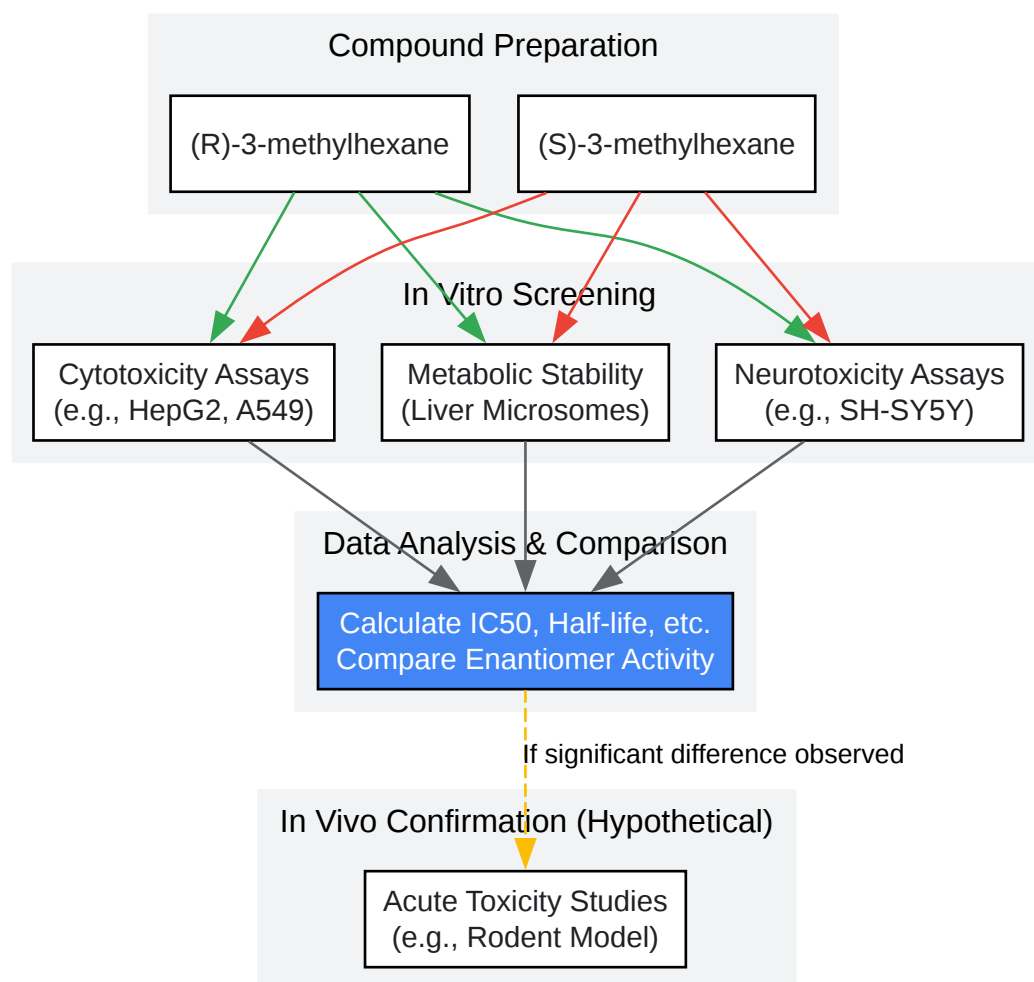 Compound Preparation
(R)-3-methylhexane
(S)-3-methylhexane
In Vitro Screening
Cytotoxicity Assays
(e.g., HepG2, A549)
Metabolic Stability
(Liver Microsomes)
Neurotoxicity Assays
(e.g., SH-SY5Y)
Data Analysis & Comparison
Calculate IC50, Half-life, etc.
Compare Enantiomer Activity
If significant difference observed
In Vivo Confirmation (Hypothetical)
Acute Toxicity Studies
(e.g., Rodent Model)